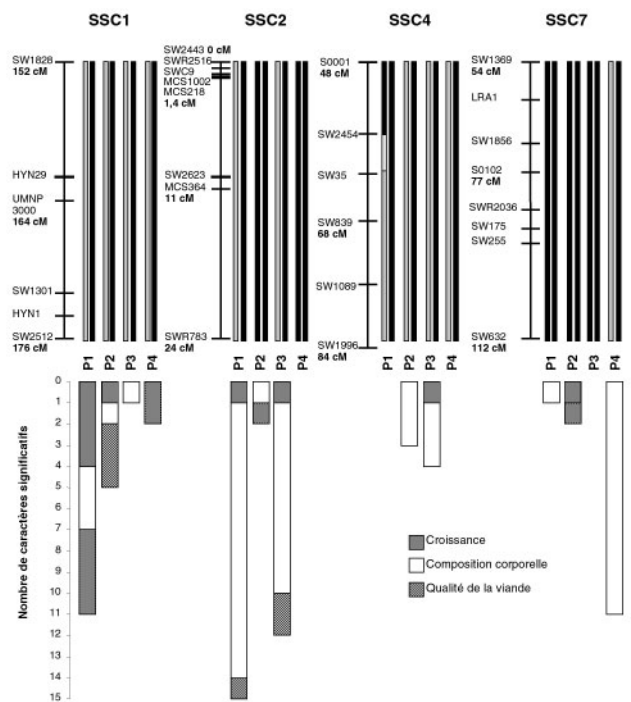 SSC1 SSC2 SSC4 SSC7
SW1828
152 cM
HYN29
UMNP
3000
164 cM
SW1301
HYN1
SW2512
176 cM
P1 P2 P3 P4
SW2443 0 cM
SWR2516
SWC9
MCS1002
MCS218
1,4 cM
SW2623
MCS364
11 cM
SWR783
24 cM
P1 P2 P3 P4
S0001
48 cM
SW2454
SW35
SW839
68 cM
SW1089
SW1996
84 cM
P1 P2 P3 P4
SW1369
54 cM
LRA1
SW1856
S0102
77 cM
SWR2036
SW175
SW255
SW632
112 cM
P1 P2 P3 P4
Nombre de caractères significatifs
0
1
2
3
4
5
6
7
8
9
10
11
12
13
14
15
Croissance
Composition corporelle
Qualité de la viande